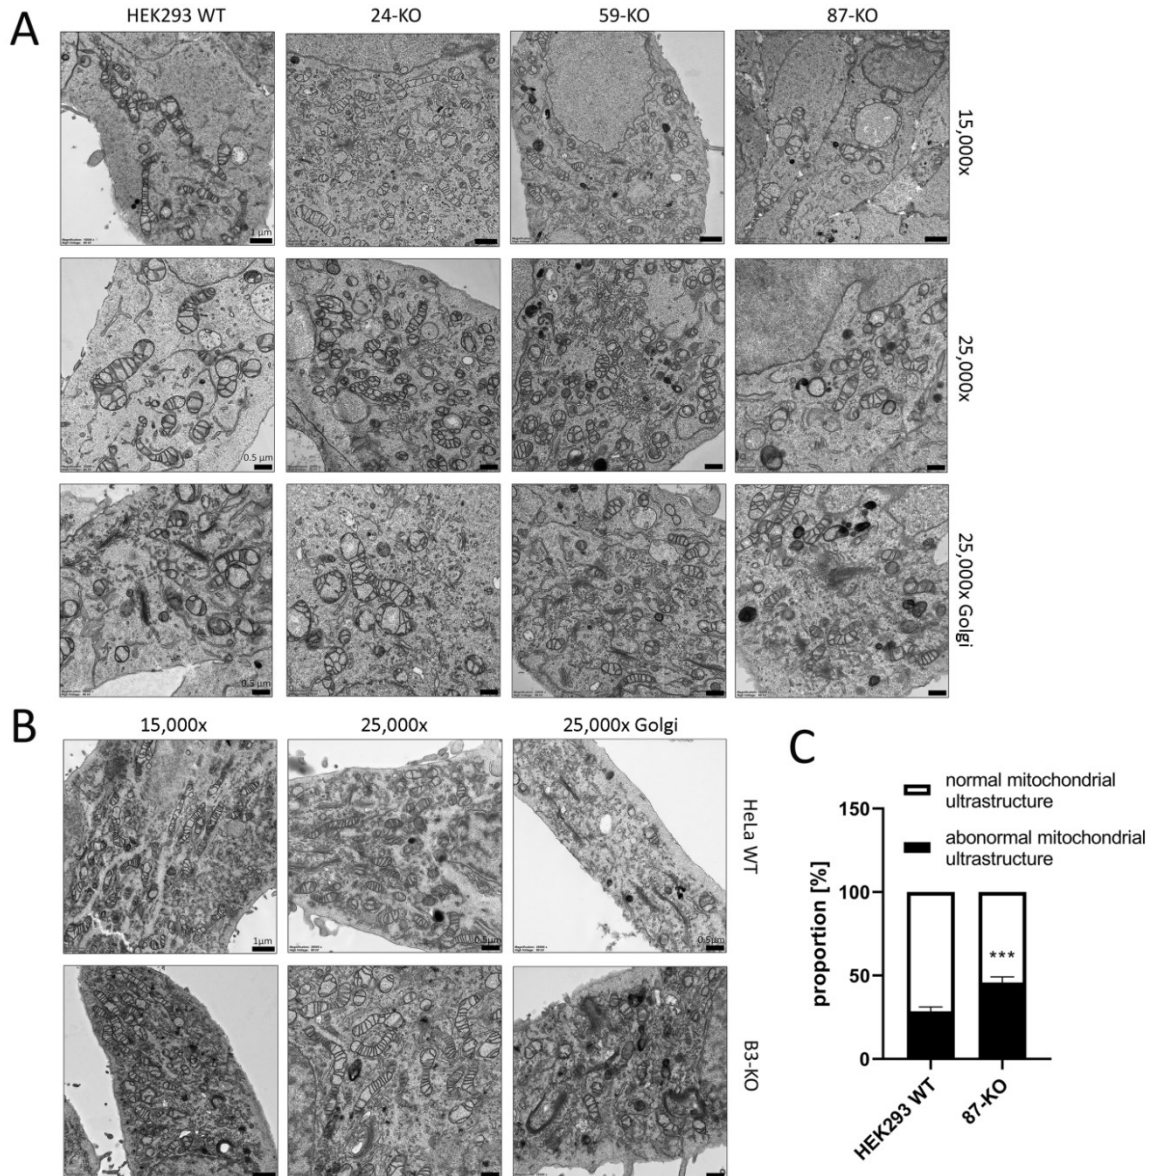 A
HEK293 WT
24-KO
59-KO
87-KO
1 µm
15,000x
0.5 µm
25,000x
0.5 µm
25,000x Golgi
B
15,000x
25,000x
25,000x Golgi
1µm
0.5µm
0.5µm
HeLa WT
B3-KO
C
normal mitochondrial
ultrastructure
abonormal mitochondrial
ultrastructure
proportion [%]
150
100
50
0
***
HEK293 WT
87-KO